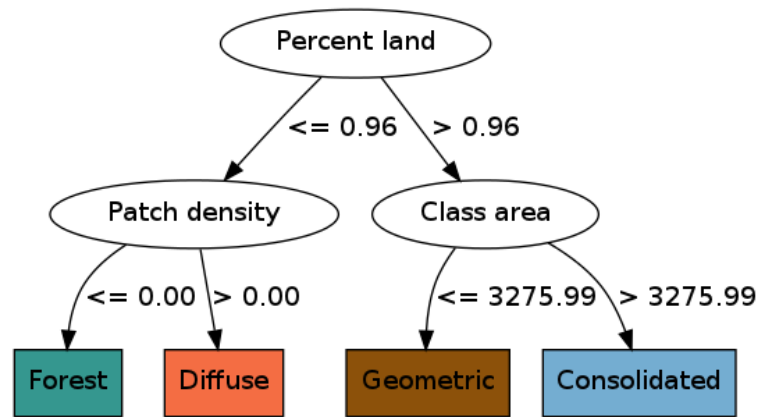 Percent land
<= 0.96
> 0.96
Patch density
Class area
<= 0.00
> 0.00
<= 3275.99
> 3275.99
Forest
Diffuse
Geometric
Consolidated